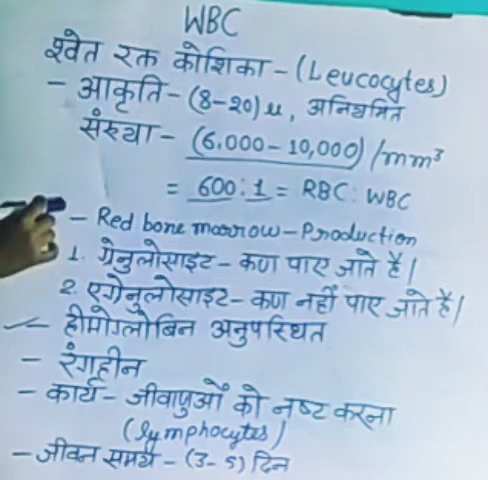 WBC
श्वेत रक्त कोशिका - (Leucocytes)
- आकृति - (8-20) u, अनियमित
संख्या - (6.000 - 10,000) / mm³
= 600 : 1 = RBC : WBC
- Red bone marrow - Production
1. ग्रेनुलोसाइट - कण पाए जाते है।
2. एग्रेनुलोसाइट - कण नहीं पाए जाते है।
- हीमोग्लोबिन अनुपस्थित
- रंगहीन
- कार्य - जीवाणुओं को नष्ट करना
(lymphocytes)
- जीवन समय - (3-5) दिन